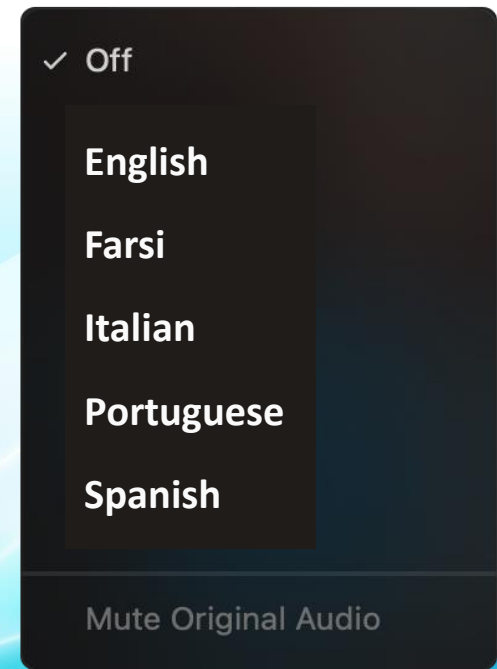 ✓ Off
English
Farsi
Italian
Portuguese
Spanish
Mute Original Audio